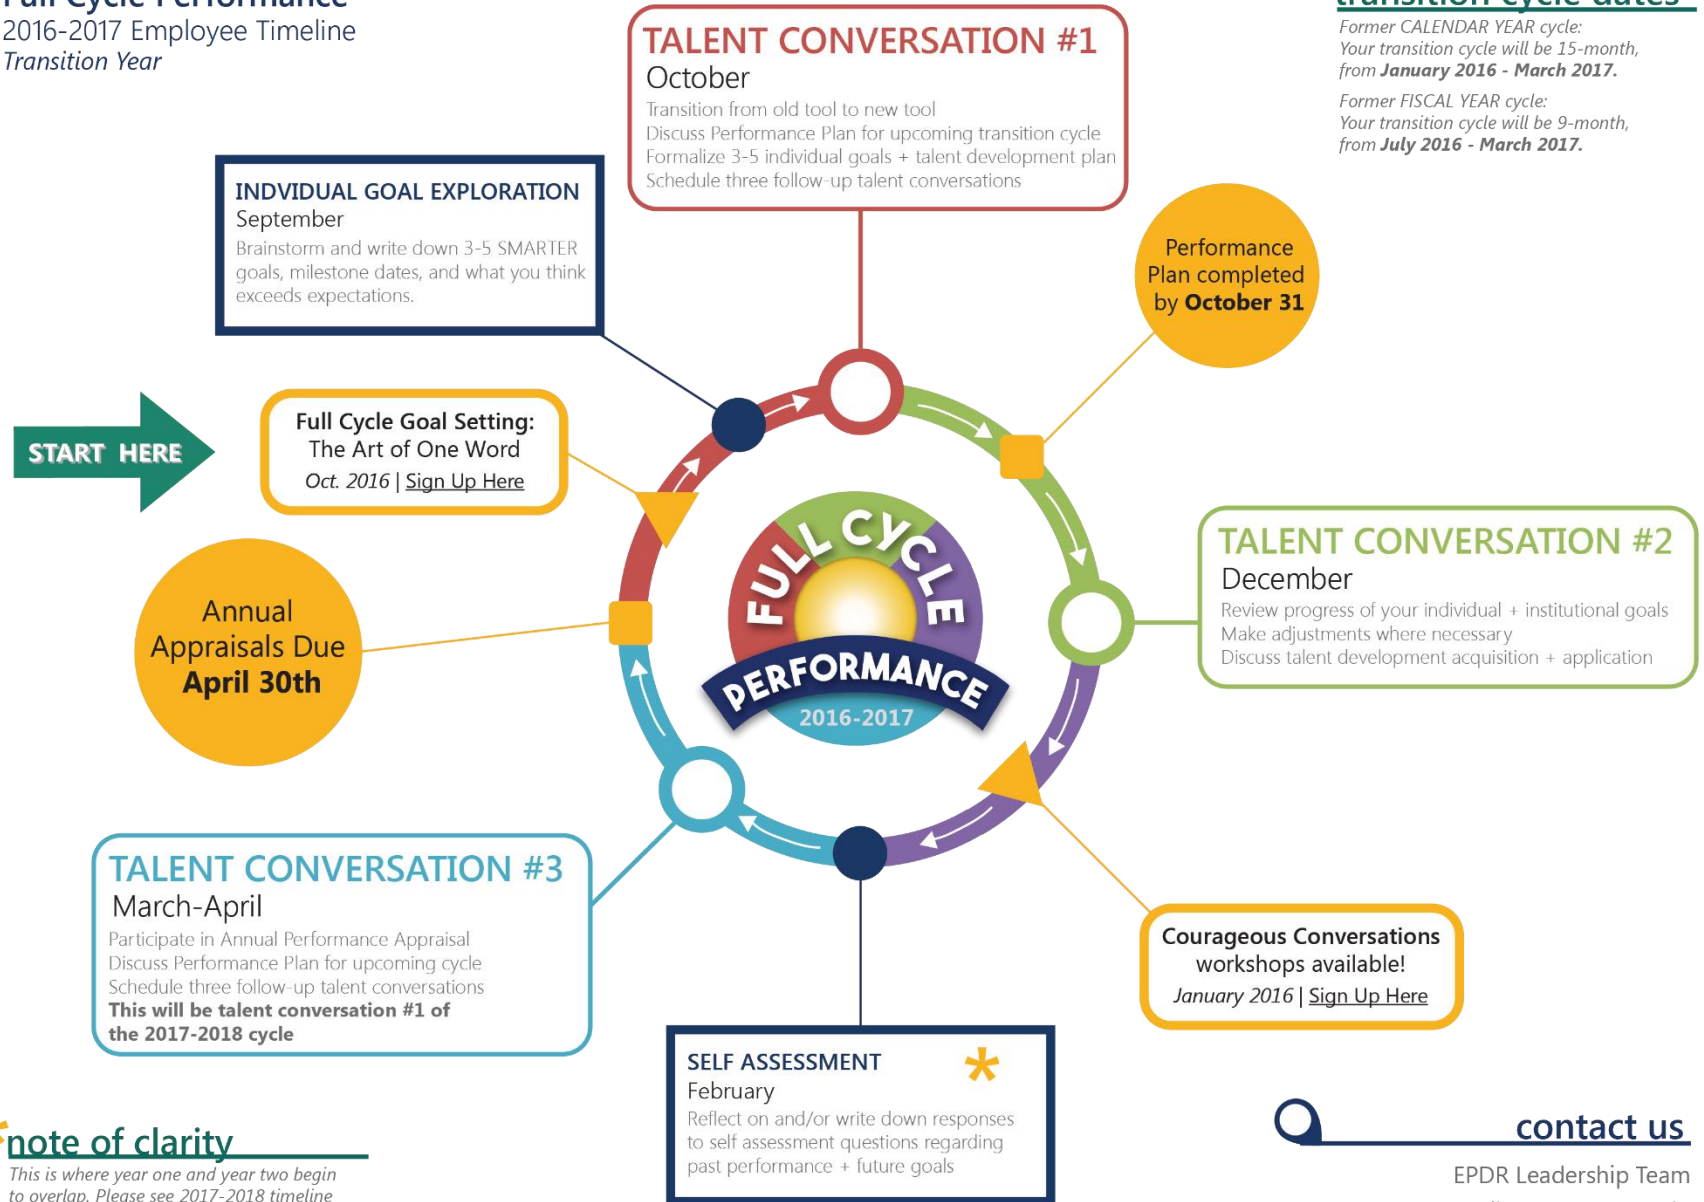 Full Cycle Performance
2016-2017 Employee Timeline
Transition Year
TALENT CONVERSATION #1
October
Transition from old tool to new tool
Discuss Performance Plan for upcoming transition cycle
Formalize 3-5 individual goals + talent development plan
Schedule three follow-up talent conversations
transition cycle dates
Former CALENDAR YEAR cycle:
Your transition cycle will be 15-month,
from January 2016 - March 2017.
Former FISCAL YEAR cycle:
Your transition cycle will be 9-month,
from July 2016 - March 2017.
INDVIDUAL GOAL EXPLORATION
September
Brainstorm and write down 3-5 SMARTER
goals, milestone dates, and what you think
exceeds expectations.
Performance
Plan completed
by October 31
START HERE
Full Cycle Goal Setting:
The Art of One Word
Oct. 2016 | Sign Up Here
FULL CYCLE
PERFORMANCE
2016-2017
TALENT CONVERSATION #2
December
Review progress of your individual + institutional goals
Make adjustments where necessary
Discuss talent development acquisition + application
Annual
Appraisals Due
April 30th
TALENT CONVERSATION #3
March-April
Participate in Annual Performance Appraisal
Discuss Performance Plan for upcoming cycle
Schedule three follow-up talent conversations
This will be talent conversation #1 of
the 2017-2018 cycle
Courageous Conversations
workshops available!
January 2016 | Sign Up Here
SELF ASSESSMENT *
February
Reflect on and/or write down responses
to self assessment questions regarding
past performance + future goals
*note of clarity
This is where year one and year two begin
to overlap. Please see 2017-2018 timeline
contact us
EPDR Leadership Team